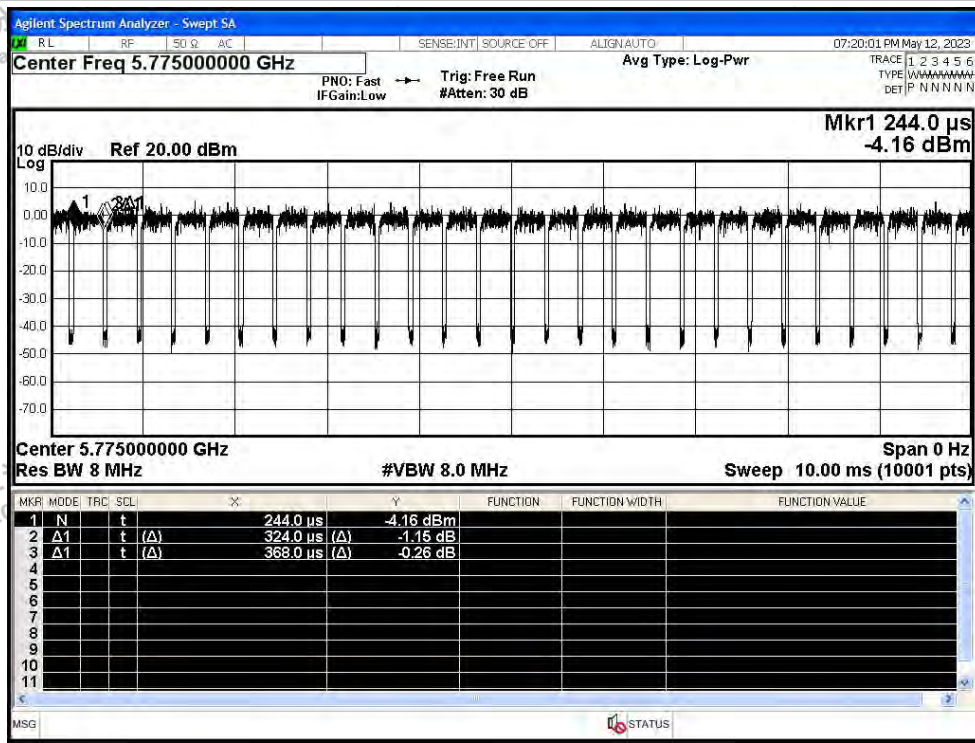 Agilent Spectrum Analyzer - Swept SA
RL RF 50 Ω AC SENSE:INT SOURCE OFF ALIGNAUTO 07:20:01 PM May 12, 2023
Center Freq 5.775000000 GHz
Avg Type: Log-Pwr
TRACE 1 2 3 4 5 6
PNO: Fast Trig: Free Run
TYPE
IFGain:Low #Atten: 30 dB
DET P N N N N N
Mkr1 244.0 µs
10 dB/div Ref 20.00 dBm -4.16 dBm
Log
10.0
1
0.00
-10.0
-20.0
-30.0
-40.0
-50.0
-60.0
-70.0
Center 5.775000000 GHz Span 0 Hz
Res BW 8 MHz #VBW 8.0 MHz Sweep 10.00 ms (10001 pts)
MKR MODE TRC SCL X Y FUNCTION FUNCTION WIDTH FUNCTION VALUE
1 N t 244.0 µs -4.16 dBm
2 Δ1 t (Δ) 324.0 µs (Δ) -1.15 dB
3 Δ1 t (Δ) 368.0 µs (Δ) -0.26 dB
4
5
6
7
8
9
10
11
MSG STATUS